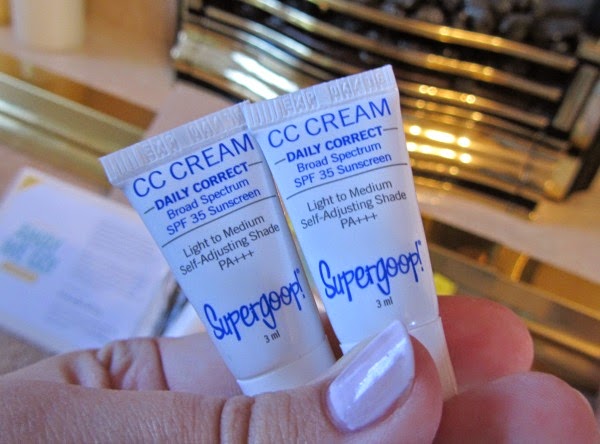 CC CREAM
DAILY CORRECT
Broad Spectrum
SPF 35 Sunscreen
Light to Medium
Self-Adjusting Shade
PA+++
Supergoop!™
3 ml
CC CREAM
DAILY CORRECT
Broad Spectrum
SPF 35 Sunscreen
Light to Medium
Self-Adjusting Shade
PA+++
Supergoop!™
3 ml